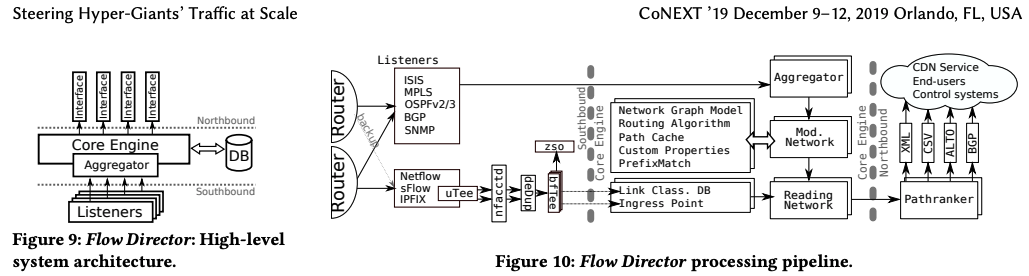 Steering Hyper-Giants' Traffic at Scale
CoNEXT '19 December 9–12, 2019 Orlando, FL, USA
Interface
Interface
Interface
Interface
Northbound
Core Engine
Aggregator
DB
Southbound
Listeners
Figure 9: Flow Director: High-level
system architecture.
Router
Router
Listeners
ISIS
MPLS
OSPFv2/3
BGP
SNMP
backup
Netflow
sFlow
IPFIX
uTee
nfacctd
deDup
bfTee
zso
Southbound
Core Engine
Network Graph Model
Routing Algorithm
Path Cache
Custom Properties
PrefixMatch
Link Class. DB
Ingress Point
Aggregator
Mod.
Network
Reading
Network
Core Engine
Northbound
CDN Service
End-users
Control systems
XML
CSV
ALTO
BGP
Pathranker
Figure 10: Flow Director processing pipeline.